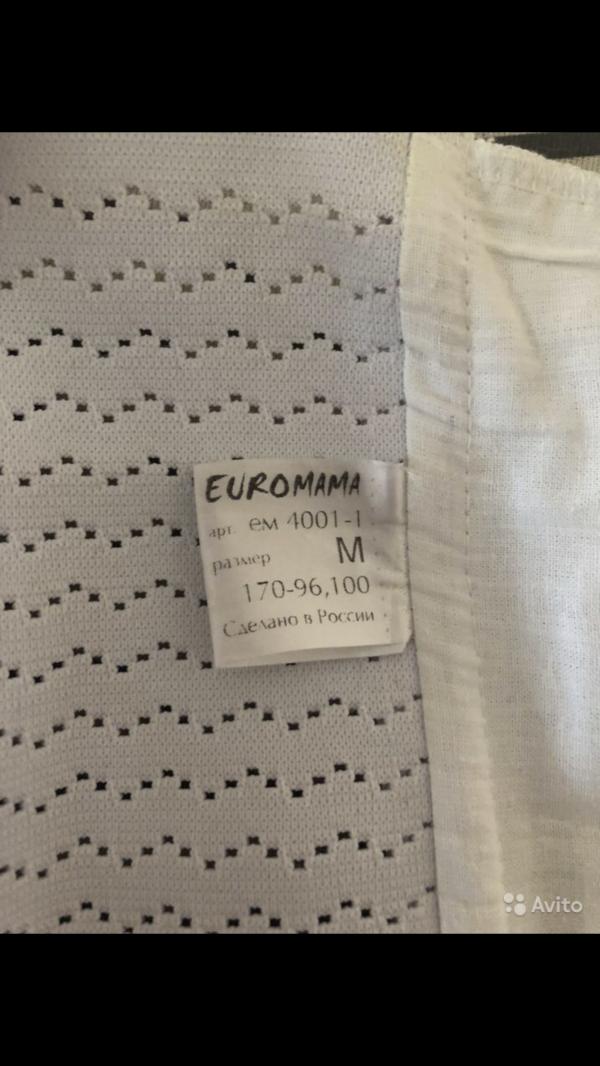 EUROMAMA
арт. ем 4001-1
размер M
170-96,100
Сделано в России
Avito